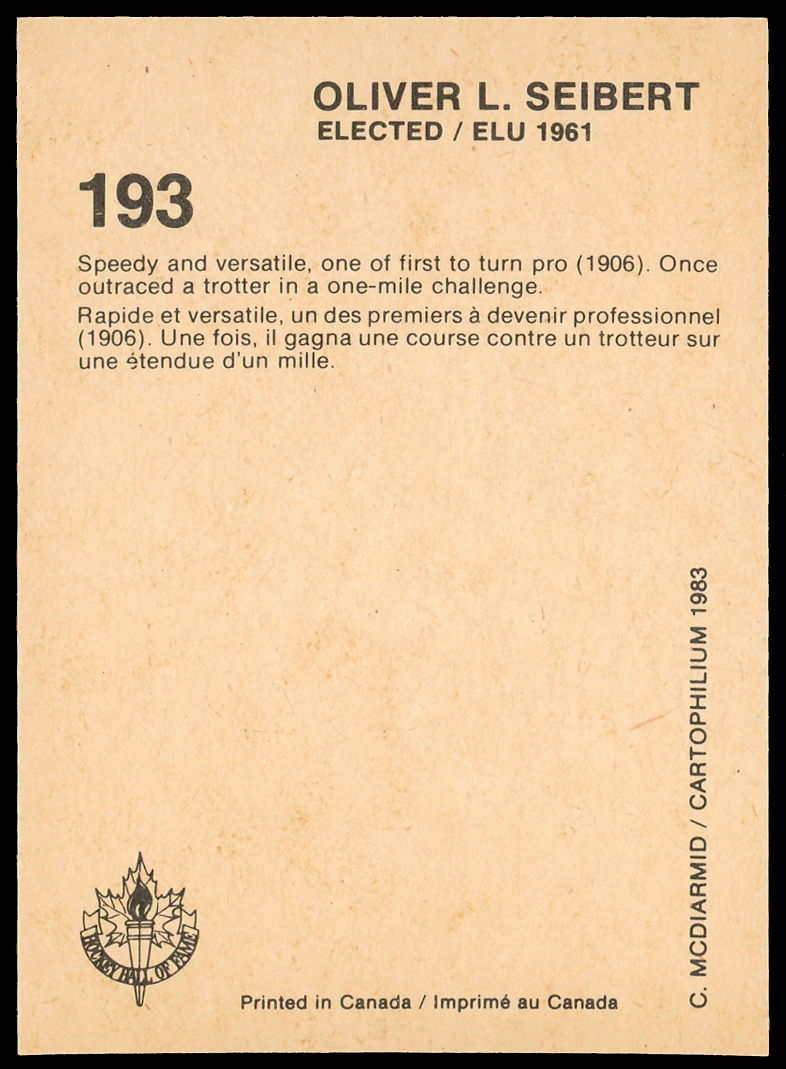 OLIVER L. SEIBERT
ELECTED / ELU 1961
193
Speedy and versatile, one of first to turn pro (1906). Once
outraced a trotter in a one-mile challenge.
Rapide et versatile, un des premiers à devenir professionnel
(1906). Une fois, il gagna une course contre un trotteur sur
une étendue d'un mille.
C. MCDIARMID / CARTOPHILIUM 1983
HOCKEY HALL OF FAME
Printed in Canada / Imprimé au Canada